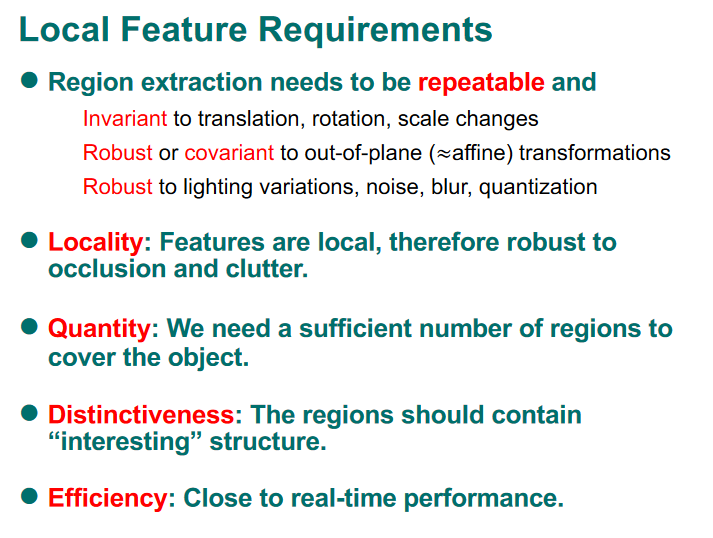 Local Feature Requirements
● Region extraction needs to be repeatable and
Invariant to translation, rotation, scale changes
Robust or covariant to out-of-plane (≈affine) transformations
Robust to lighting variations, noise, blur, quantization
● Locality: Features are local, therefore robust to
occlusion and clutter.
● Quantity: We need a sufficient number of regions to
cover the object.
● Distinctiveness: The regions should contain
“interesting” structure.
● Efficiency: Close to real-time performance.